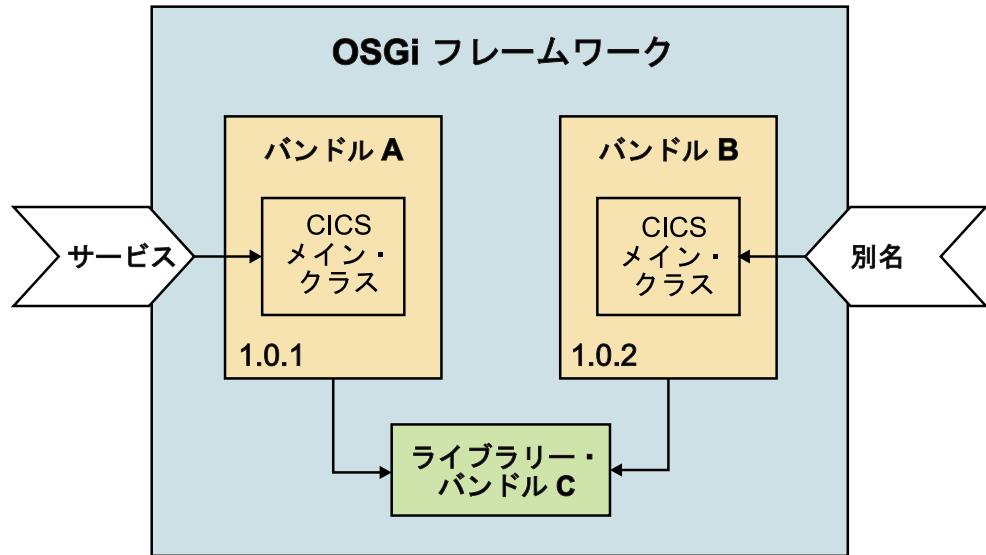 OSGi フレームワーク
バンドル A
バンドル B
CICS
メイン・
クラス
CICS
メイン・
クラス
サービス
別名
1.0.1
1.0.2
ライブラリー・
バンドル C